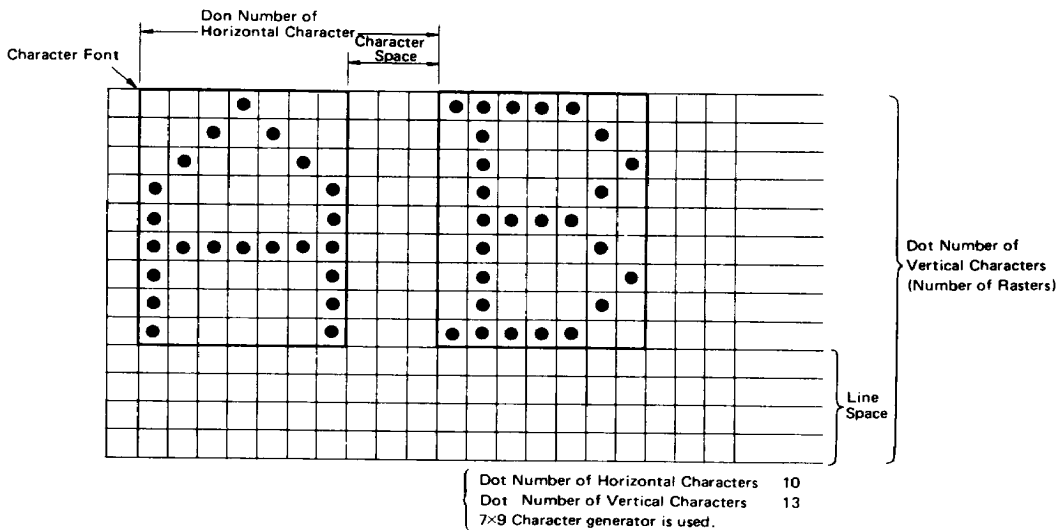 Don Number of
Horizontal Character
Character
Space
Character Font
Dot Number of
Vertical Characters
(Number of Rasters)
Line
Space
Dot Number of Horizontal Characters 10
Dot Number of Vertical Characters 13
7×9 Character generator is used.